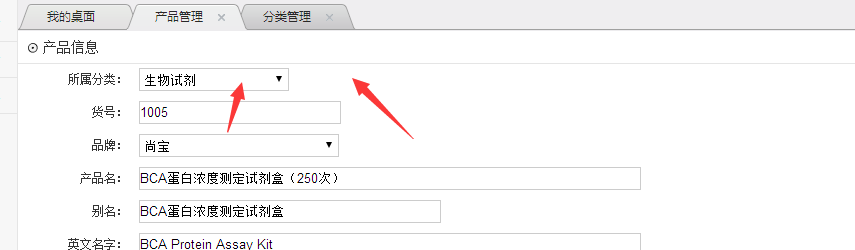 我的桌面 产品管理 × 分类管理 ×
产品信息
所属分类： 生物试剂
货号： 1005
品牌： 尚宝
产品名： BCA蛋白浓度测定试剂盒（250次）
别名： BCA蛋白浓度测定试剂盒
英文名字： BCA Protein Assay Kit